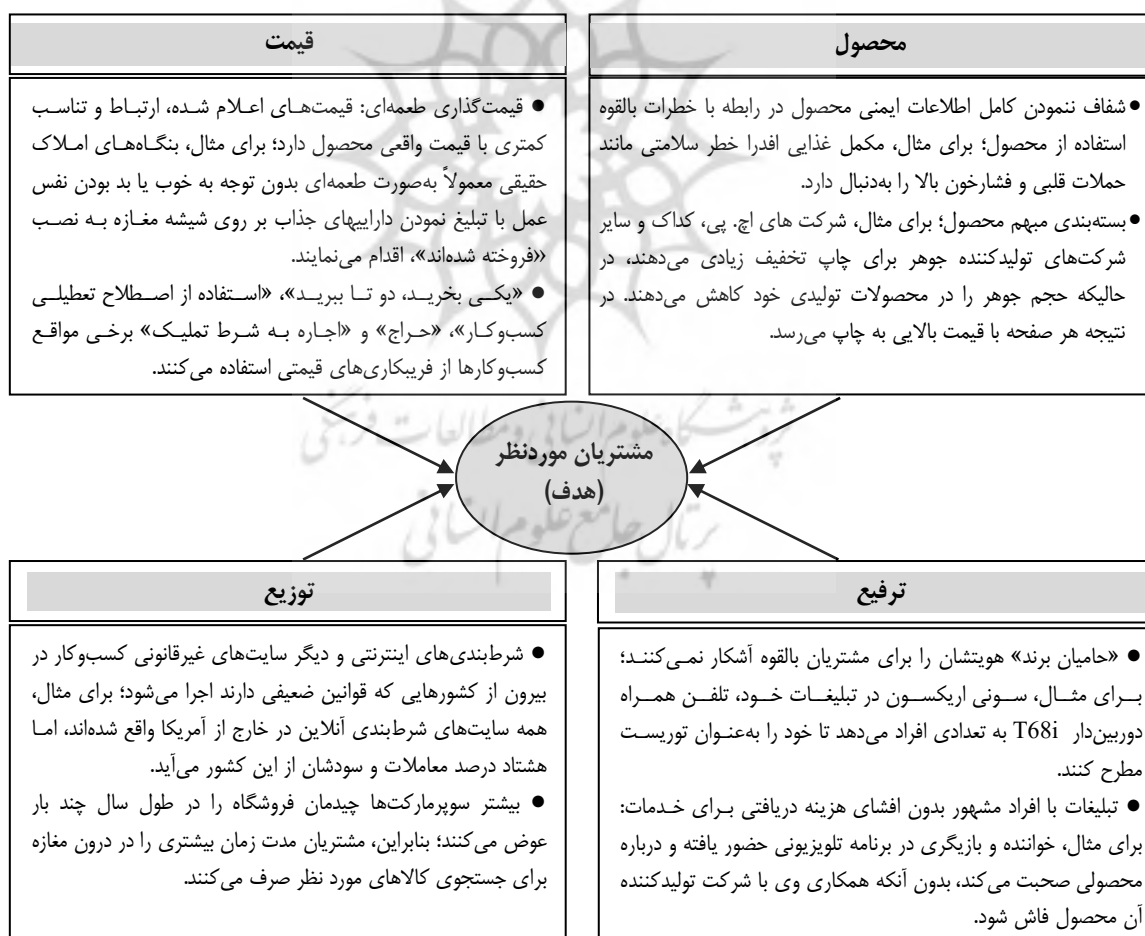 محصول
● شفاف ننمودن کامل اطلاعات ایمنی محصول در رابطه با خطرات بالقوه
استفاده از محصول؛ برای مثال، مکمل غذایی افدرا خطر سلامتی مانند
حملات قلبی و فشارخون بالا را به‌دنبال دارد.
● بسته‌بندی مبهم محصول؛ برای مثال، شرکت های اچ. پی، کداک و سایر
شرکت‌های تولیدکننده جوهر برای چاپ تخفیف زیادی می‌دهند، در
حالیکه حجم جوهر را در محصولات تولیدی خود کاهش می‌دهند. در
نتیجه هر صفحه با قیمت بالایی به چاپ می‌رسد.
قیمت
● قیمت‌گذاری طعمه‌ای: قیمت‌های اعلام شده، ارتباط و تناسب
کمتری با قیمت واقعی محصول دارد؛ برای مثال، بنگاه‌های املاک
حقیقی معمولاً به‌صورت طعمه‌ای بدون توجه به خوب یا بد بودن نفس
عمل با تبلیغ نمودن داراییهای جذاب بر روی شیشه مغازه به نصب
«فروخته شده‌اند»، اقدام می‌نمایند.
● «یکی بخرید، دو تا ببرید»، «استفاده از اصطلاح تعطیلی
کسب‌وکار»، «حراج» و «اجاره به شرط تملیک» برخی مواقع
کسب‌وکارها از فریبکاری‌های قیمتی استفاده می‌کنند.
پژوهشگاه علوم انسانی و مطالعات فرهنگی
مشتریان موردنظر
(هدف)
پرتال جامع علوم انسانی
ترفیع
● «حامیان برند» هویتشان را برای مشتریان بالقوه آشکار نمی‌کنند؛
برای مثال، سونی اریکسون در تبلیغات خود، تلفن همراه
دوربین‌دار T68i به تعدادی افراد می‌دهد تا خود را به‌عنوان توریست
مطرح کنند.
● تبلیغات با افراد مشهور بدون افشای هزینه دریافتی برای خدمات:
برای مثال، خواننده و بازیگری در برنامه تلویزیونی حضور یافته و درباره
محصولی صحبت می‌کند، بدون آنکه همکاری وی با شرکت تولیدکننده
آن محصول فاش شود.
توزیع
● شرط‌بندی‌های اینترنتی و دیگر سایت‌های غیرقانونی کسب‌وکار در
بیرون از کشورهایی که قوانین ضعیفی دارند اجرا می‌شود؛ برای مثال،
همه سایت‌های شرط‌بندی آنلاین در خارج از آمریکا واقع شده‌اند، اما
هشتاد درصد معاملات و سودشان از این کشور می‌آید.
● بیشتر سوپرمارکت‌ها چیدمان فروشگاه را در طول سال چند بار
عوض می‌کنند؛ بنابراین، مشتریان مدت زمان بیشتری را در درون مغازه
برای جستجوی کالاهای مورد نظر صرف می‌کنند.